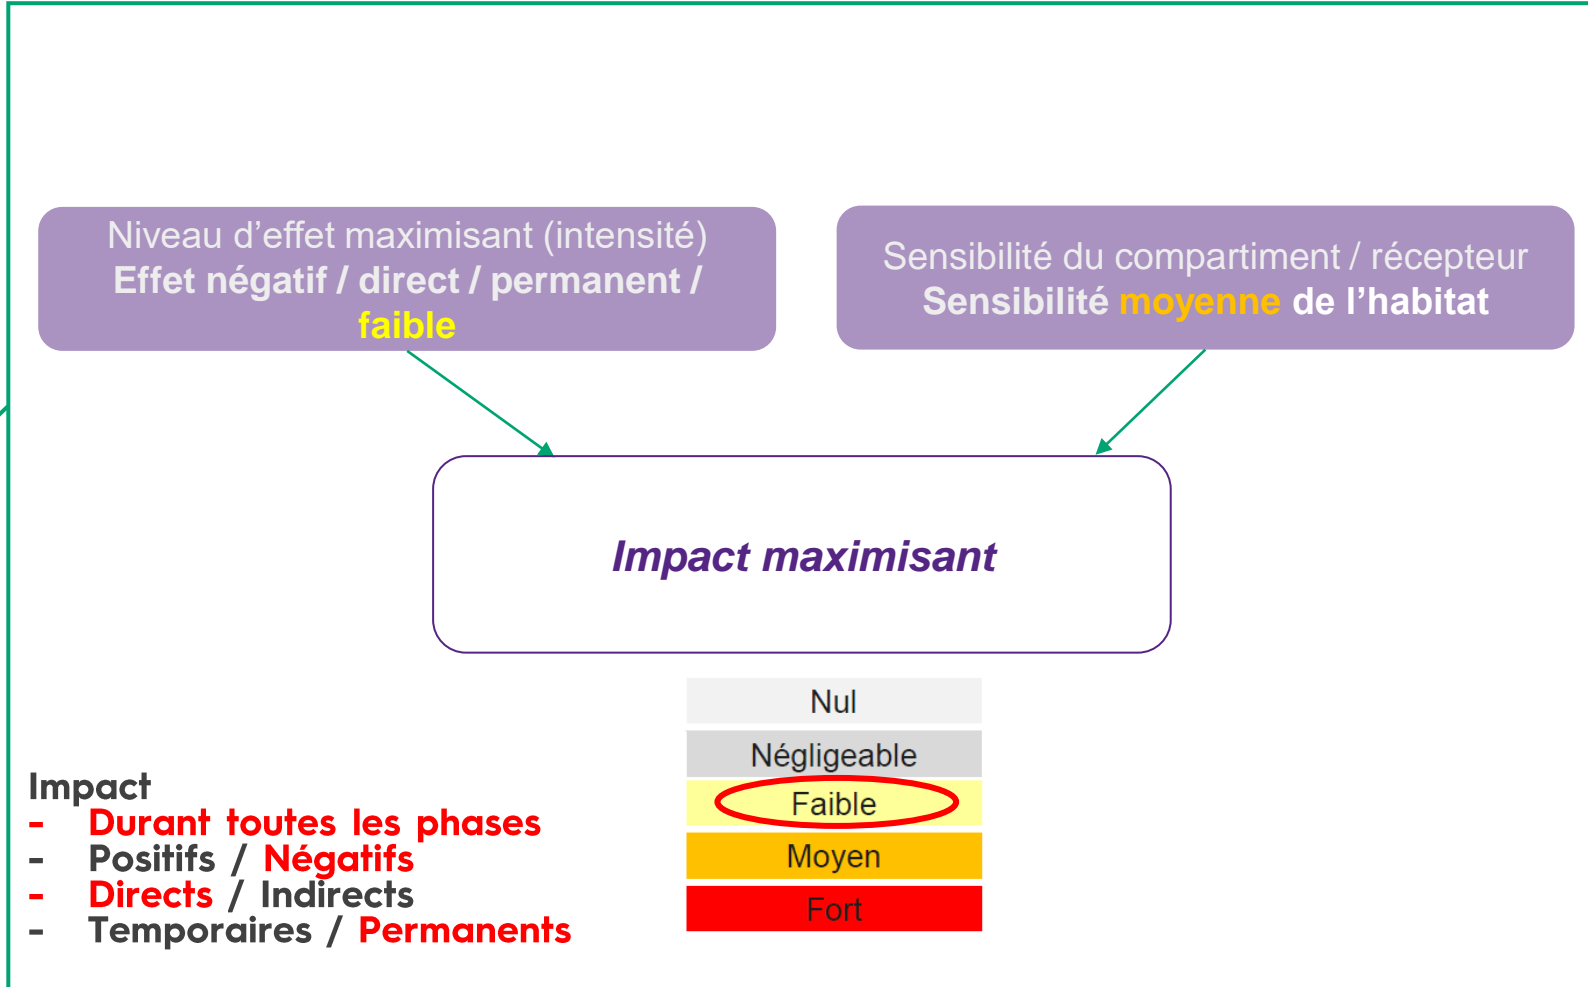 Niveau d’effet maximisant (intensité)
Effet négatif / direct / permanent /
faible
Sensibilité du compartiment / récepteur
Sensibilité moyenne de l’habitat
Impact maximisant
Nul
Négligeable
Faible
Moyen
Fort
Impact
- Durant toutes les phases
- Positifs / Négatifs
- Directs / Indirects
- Temporaires / Permanents